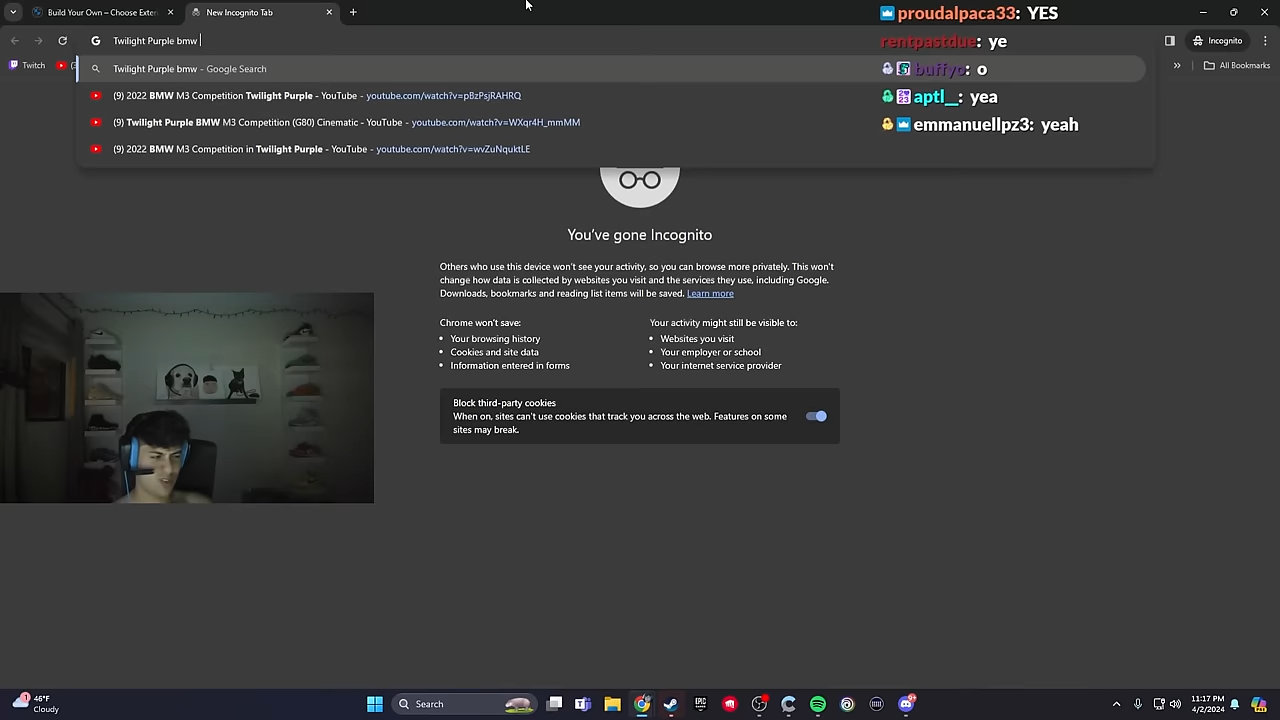 Build Your Own – Choose Exter
New Incognito Tab
Twilight Purple bmw
Incognito
Twitch
All Bookmarks
Twilight Purple bmw - Google Search
(9) 2022 BMW M3 Competition Twilight Purple - YouTube - youtube.com/watch?v=pBzPsjRAHRQ
(9) Twilight Purple BMW M3 Competition (G80) Cinematic - YouTube - youtube.com/watch?v=WXqr4H_mmMM
(9) 2022 BMW M3 Competition in Twilight Purple - YouTube - youtube.com/watch?v=wvZuNquktLE
proudalpaca33: YES
rentpastdue: ye
buffyo: o
aptl__: yea
emmanuellpz3: yeah
You've gone Incognito
Others who use this device won't see your activity, so you can browse more privately. This won't
change how data is collected by websites you visit and the services they use, including Google.
Downloads, bookmarks and reading list items will be saved. Learn more
Chrome won't save:
• Your browsing history
• Cookies and site data
• Information entered in forms
Your activity might still be visible to:
• Websites you visit
• Your employer or school
• Your internet service provider
Block third-party cookies
When on, sites can't use cookies that track you across the web. Features on some
sites may break.
1
46°F
Cloudy
Search
EPIC
11:17 PM
4/2/2024